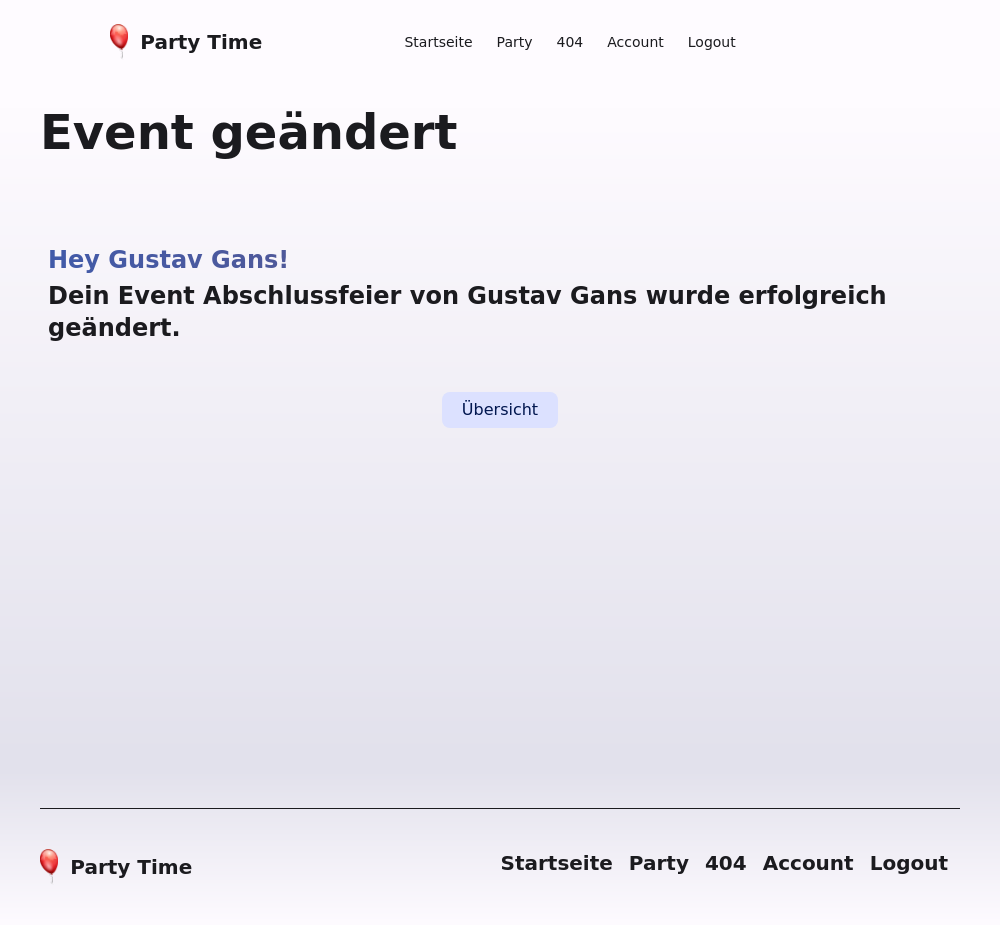 Party Time
Startseite Party 404 Account Logout
Event geändert
Hey Gustav Gans!
Dein Event Abschlussfeier von Gustav Gans wurde erfolgreich
geändert.
Übersicht
Party Time
Startseite Party 404 Account Logout